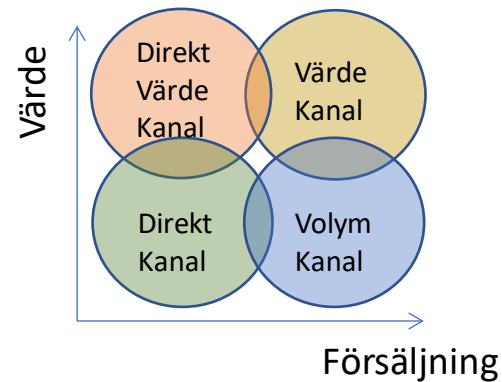 Värde
Direkt
Värde
Kanal
Värde
Kanal
Direkt
Kanal
Volym
Kanal
Försäljning